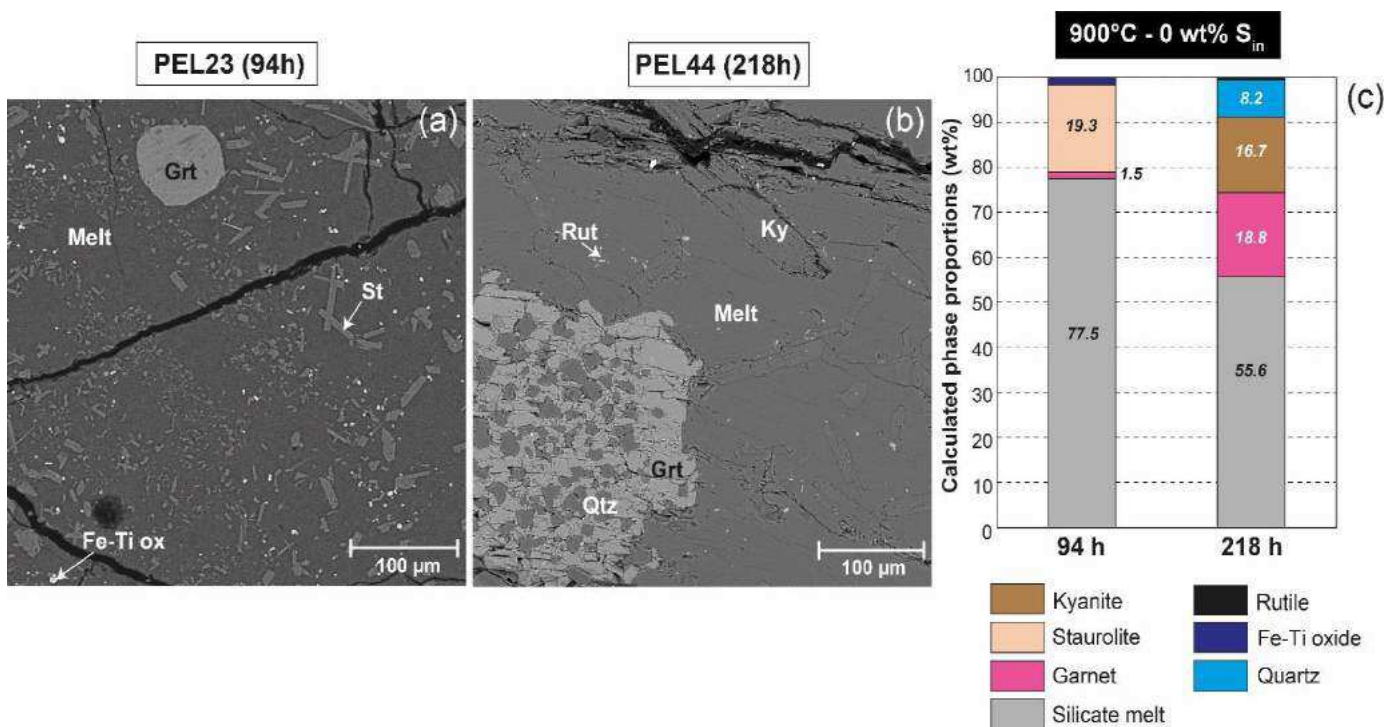 PEL23 (94h)
PEL44 (218h)
900°C - 0 wt% Sin
(a)
Grt
Melt
St
Fe-Ti ox
100 µm
(b)
Rut
Ky
Melt
Grt
Qtz
100 µm
(c)
Calculated phase proportions (wt%)
100
90
80
70
60
50
40
30
20
10
0
19.3
1.5
77.5
8.2
16.7
18.8
55.6
94 h
218 h
Kyanite
Rutile
Staurolite
Fe-Ti oxide
Garnet
Quartz
Silicate melt